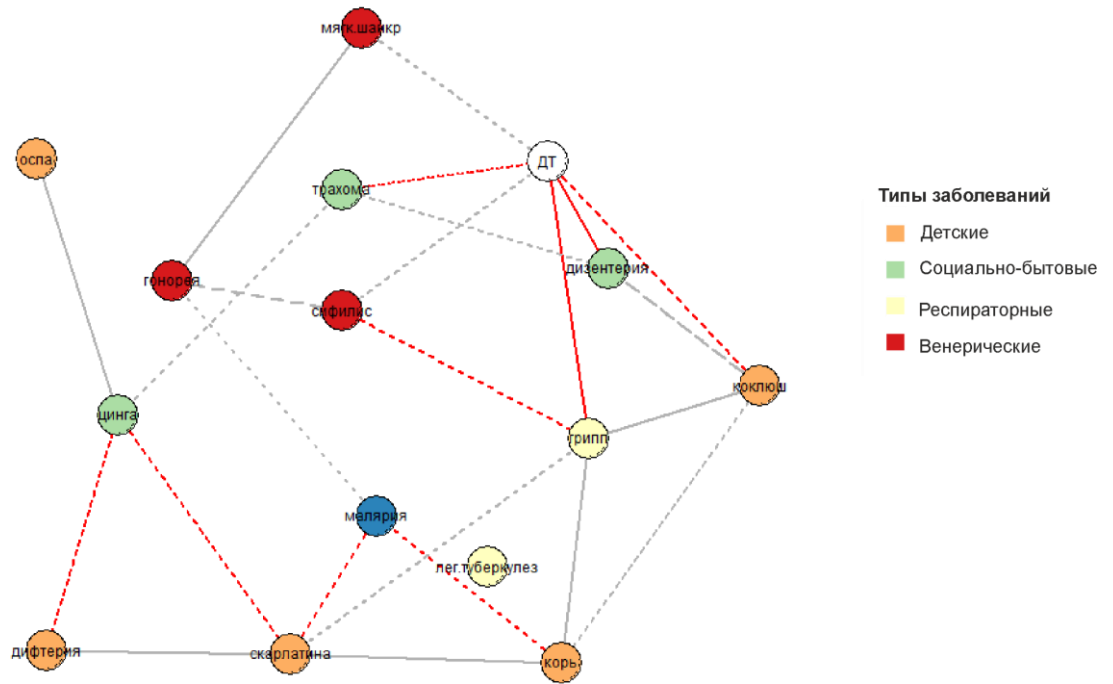 мягк.шанкр
оспа
ДТ
трахома
гонорея
дизентерия
сифилис
коклюш
цинга
грипп
малярия
лег.туберкулез
дифтерия
скарлатина
корь
Типы заболеваний
Детские
Социально-бытовые
Респираторные
Венерические